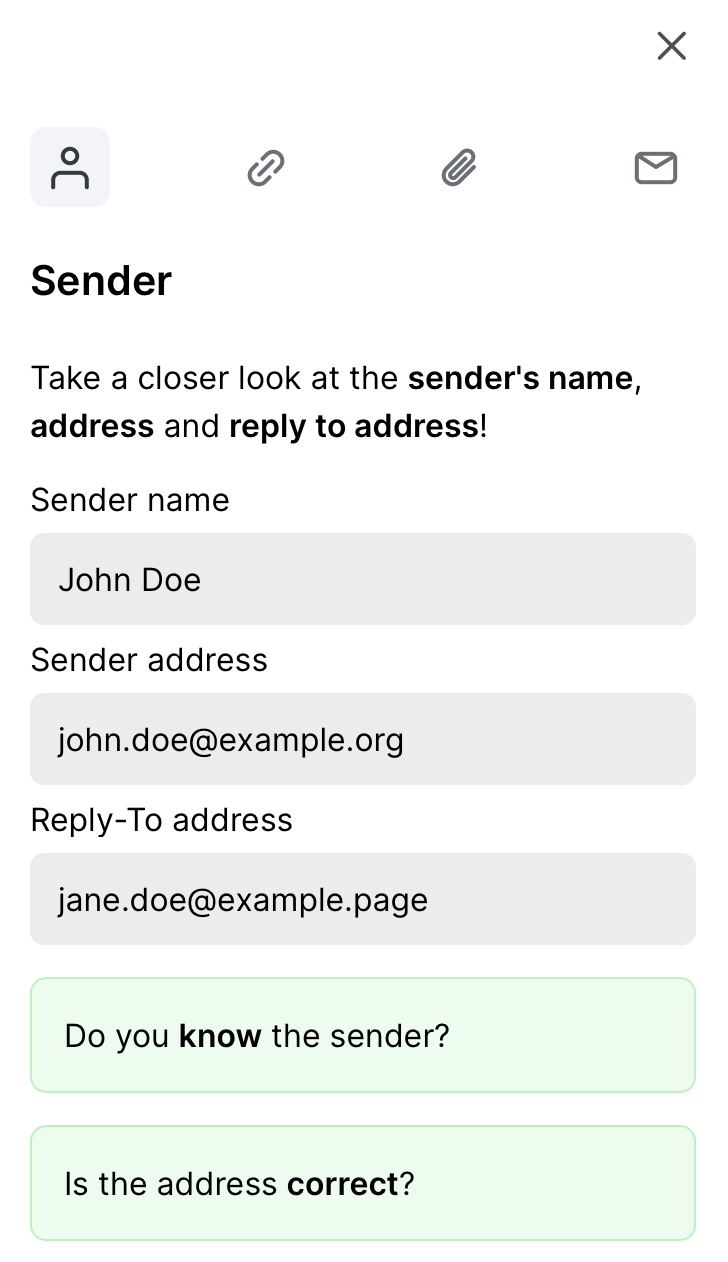 Sender
Take a closer look at the sender's name,
address and reply to address!
Sender name
John Doe
Sender address
john.doe@example.org
Reply-To address
jane.doe@example.page
Do you know the sender?
Is the address correct?